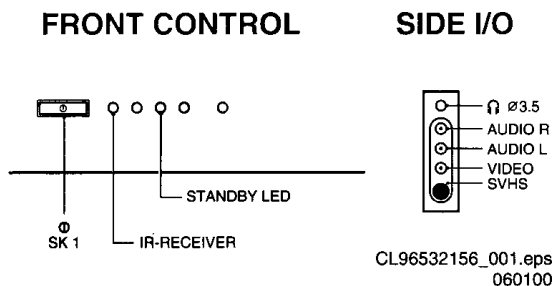 FRONT CONTROL
SIDE I/O
STANDBY LED
SK 1
IR-RECEIVER
Ø3.5
AUDIO R
AUDIO L
VIDEO
SVHS
CL96532156_001.eps
060100